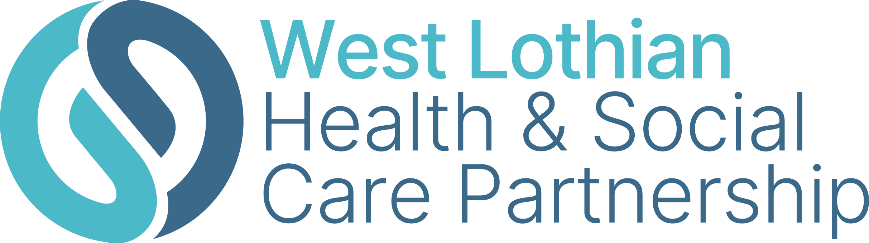 West Lothian
Health & Social
Care Partnership